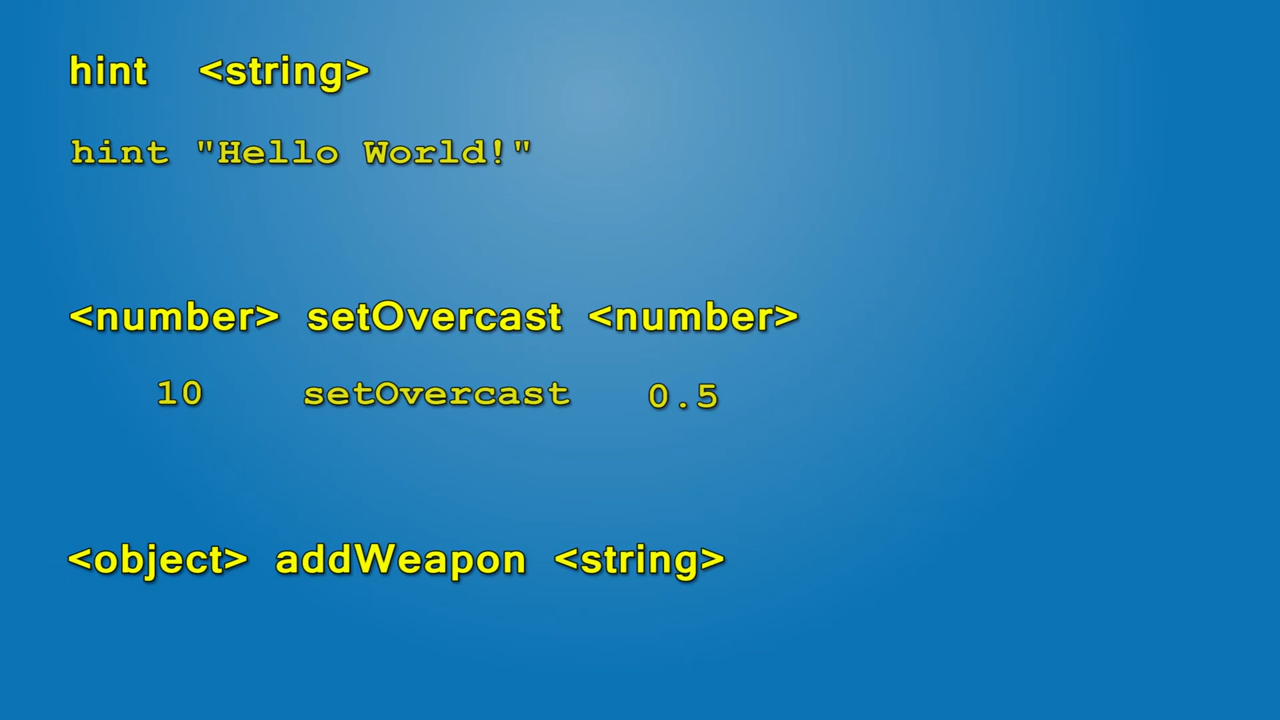 hint <string>
hint "Hello World!"
<number> setOvercast <number>
10 setOvercast 0.5
<object> addWeapon <string>